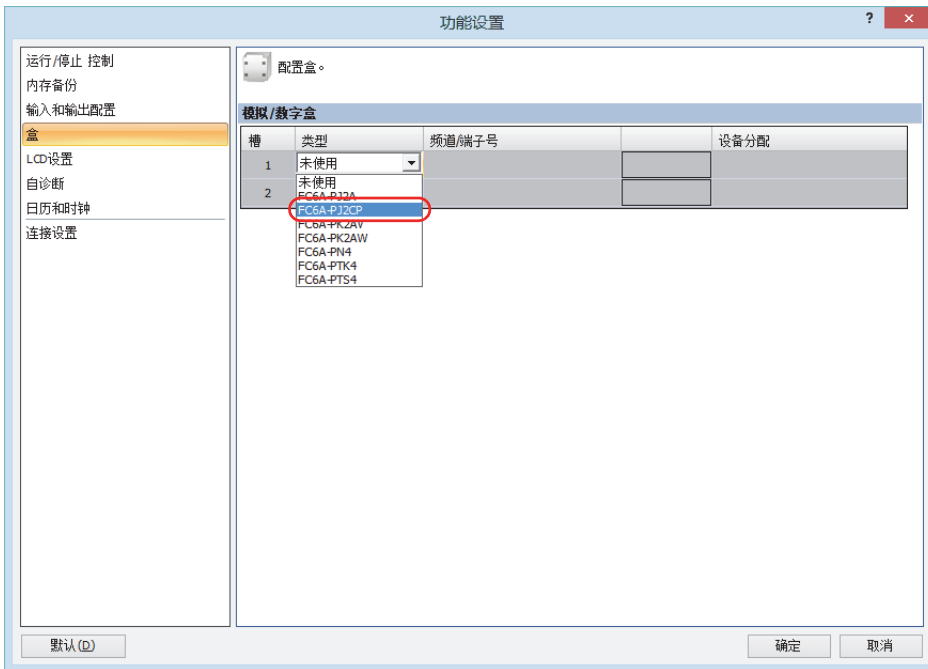 功能设置
? ×
运行/停止 控制
内存备份
输入和输出配置
盒
LCD设置
自诊断
日历和时钟
连接设置
配置盒。
模拟/数字盒
槽 类型 频道/端子号 设备分配
1 未使用
2
未使用
FC6A-PJ2A
FC6A-PJ2CP
FC6A-PK2AV
FC6A-PK2AW
FC6A-PN4
FC6A-PTK4
FC6A-PTS4
默认(D) 确定 取消